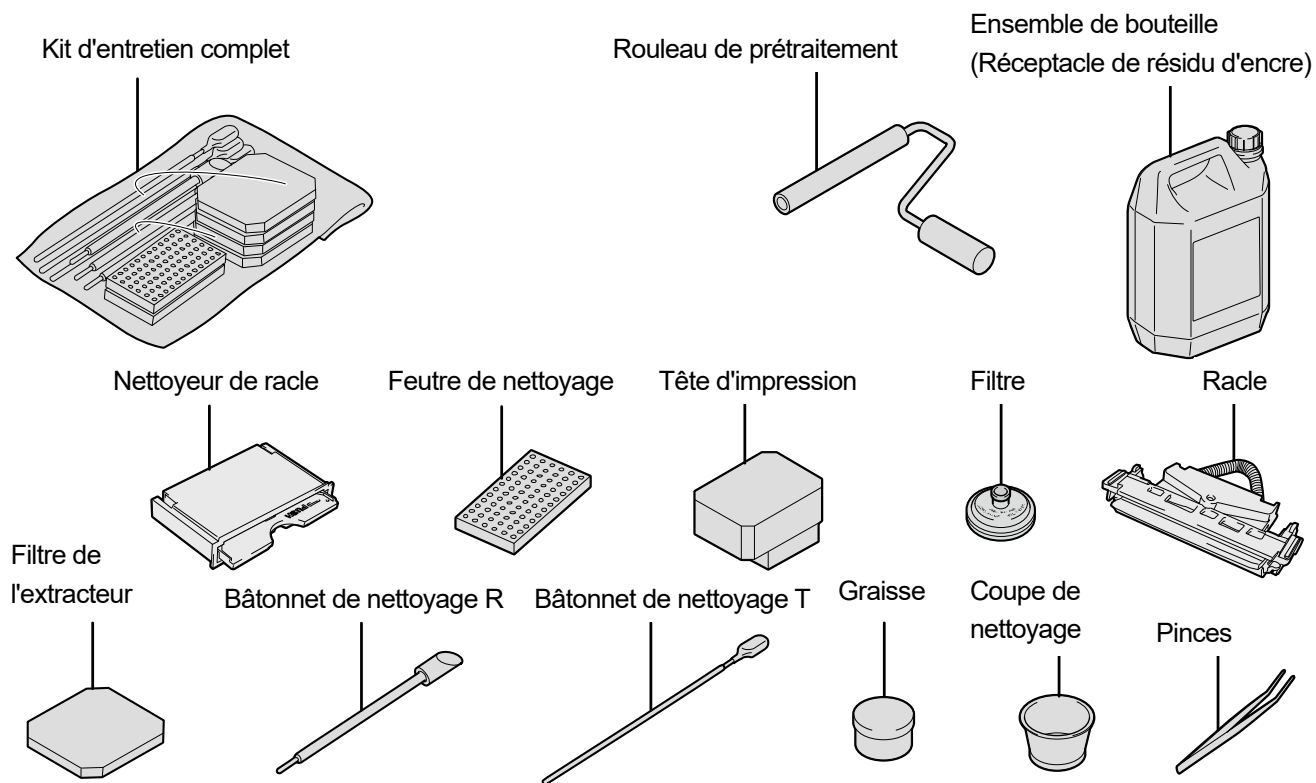 Kit d'entretien complet
Rouleau de prétraitement
Ensemble de bouteille
(Réceptacle de résidu d'encre)
Nettoyeur de racle
Feutre de nettoyage
Tête d'impression
Filtre
Racle
Filtre de
l'extracteur
Bâtonnet de nettoyage R
Bâtonnet de nettoyage T
Graisse
Coupe de
nettoyage
Pinces